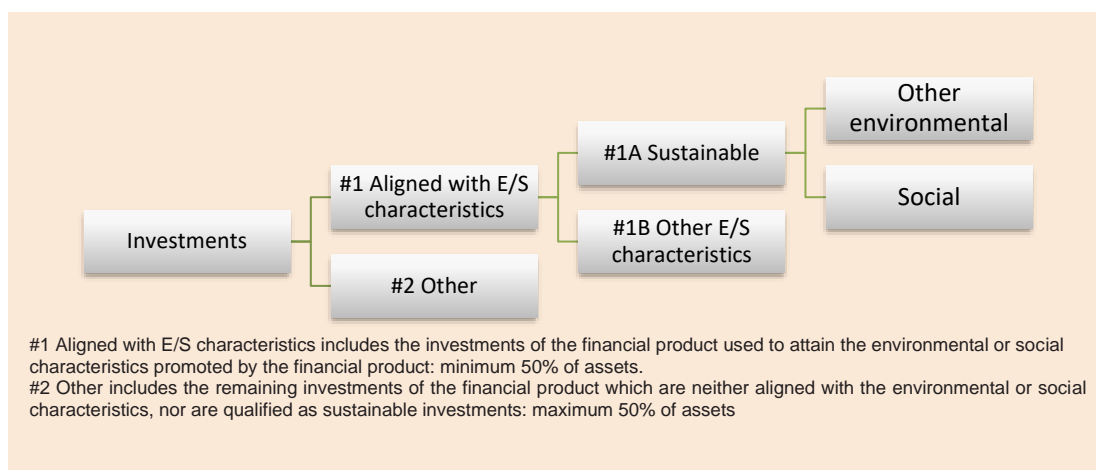 Other
environmental
#1A Sustainable
#1 Aligned with E/S
characteristics
Social
Investments
#1B Other E/S
characteristics
#2 Other
#1 Aligned with E/S characteristics includes the investments of the financial product used to attain the environmental or social
characteristics promoted by the financial product: minimum 50% of assets.
#2 Other includes the remaining investments of the financial product which are neither aligned with the environmental or social
characteristics, nor are qualified as sustainable investments: maximum 50% of assets